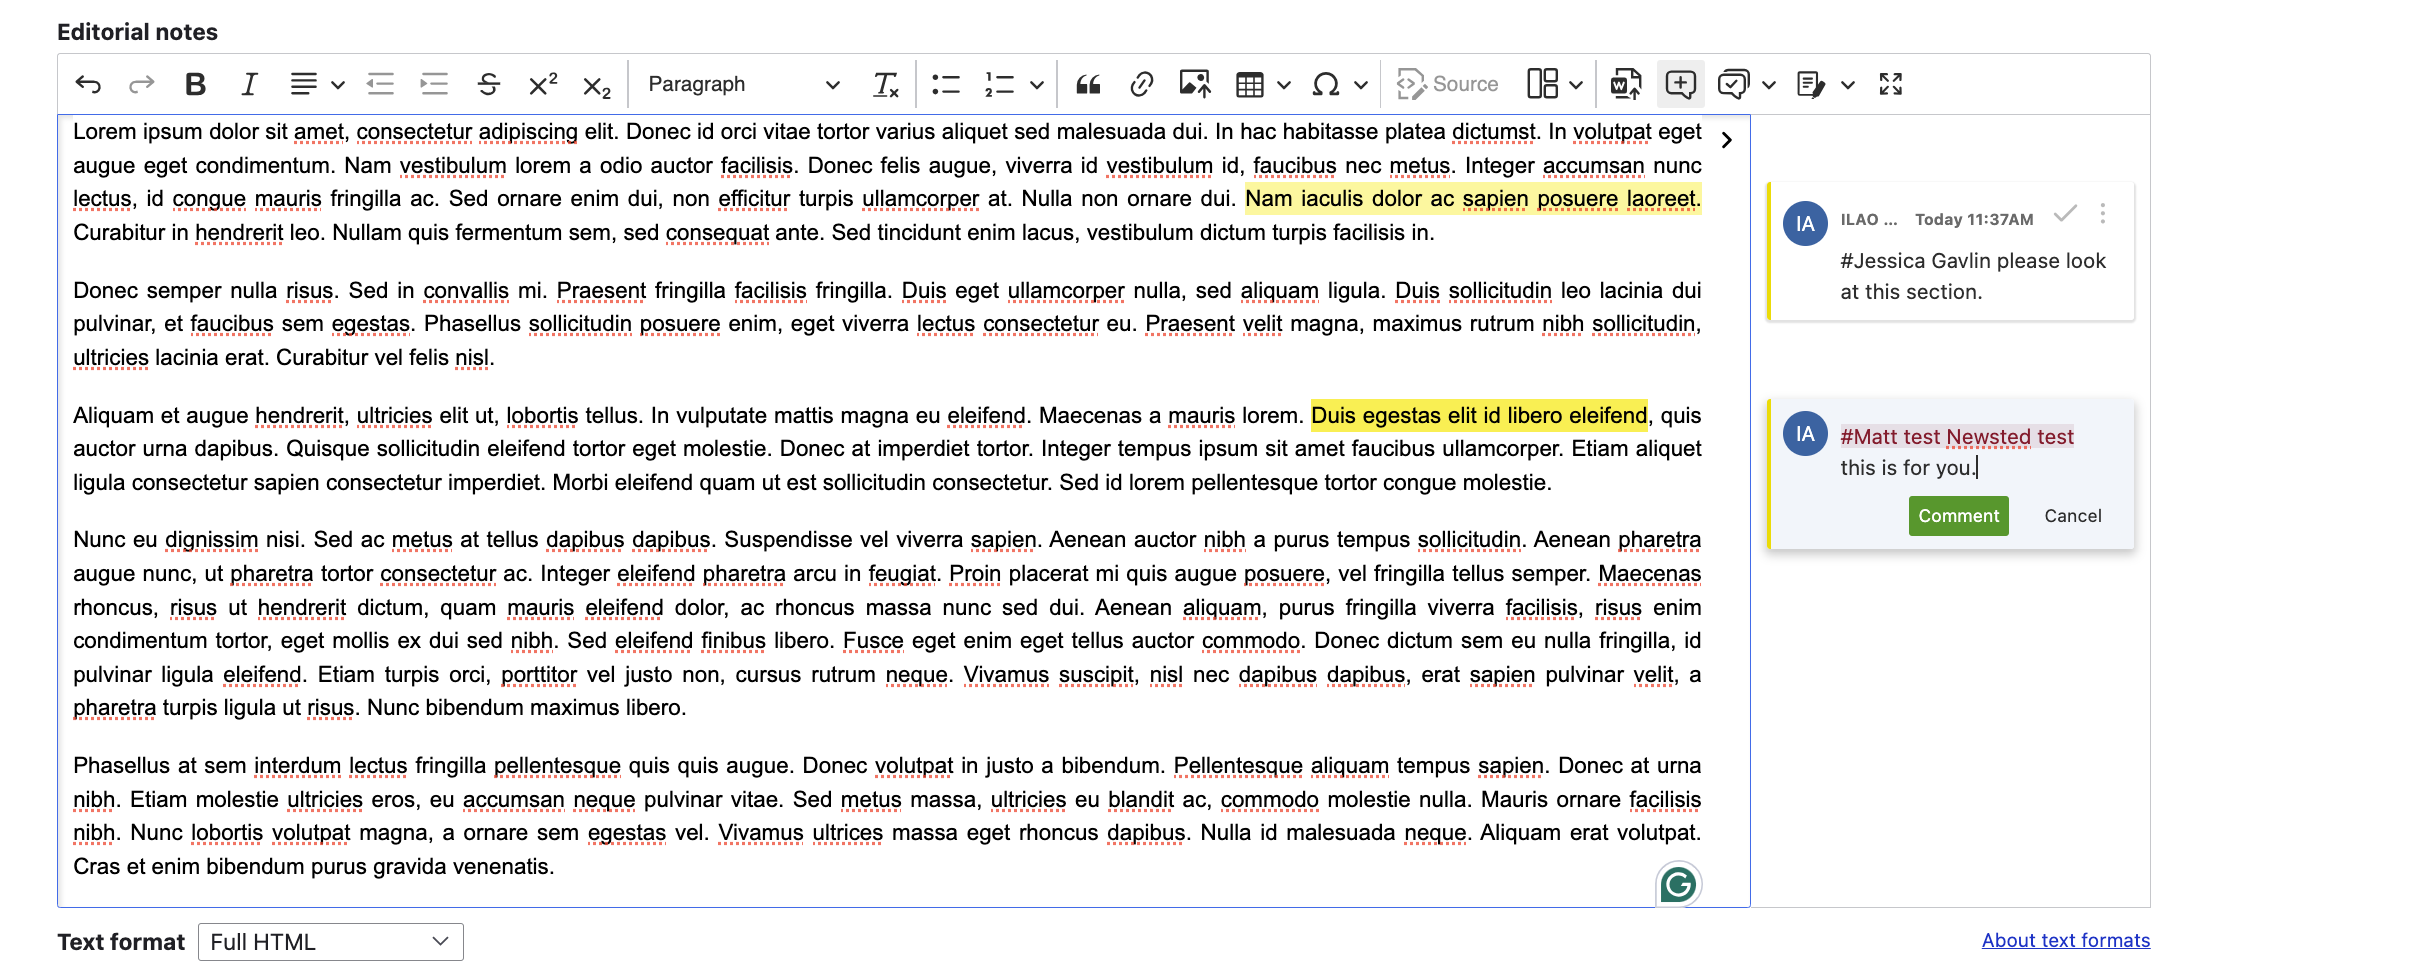 Editorial notes
B I Paragraph Source
Lorem ipsum dolor sit amet, consectetur adipiscing elit. Donec id orci vitae tortor varius aliquet sed malesuada dui. In hac habitasse platea dictumst. In volutpat eget
augue eget condimentum. Nam vestibulum lorem a odio auctor facilisis. Donec felis augue, viverra id vestibulum id, faucibus nec metus. Integer accumsan nunc
lectus, id congue mauris fringilla ac. Sed ornare enim dui, non efficitur turpis ullamcorper at. Nulla non ornare dui. Nam iaculis dolor ac sapien posuere laoreet.
Curabitur in hendrerit leo. Nullam quis fermentum sem, sed consequat ante. Sed tincidunt enim lacus, vestibulum dictum turpis facilisis in.
Donec semper nulla risus. Sed in convallis mi. Praesent fringilla facilisis fringilla. Duis eget ullamcorper nulla, sed aliquam ligula. Duis sollicitudin leo lacinia dui
pulvinar, et faucibus sem egestas. Phasellus sollicitudin posuere enim, eget viverra lectus consectetur eu. Praesent velit magna, maximus rutrum nibh sollicitudin,
ultricies lacinia erat. Curabitur vel felis nisl.
Aliquam et augue hendrerit, ultricies elit ut, lobortis tellus. In vulputate mattis magna eu eleifend. Maecenas a mauris lorem. Duis egestas elit id libero eleifend, quis
auctor urna dapibus. Quisque sollicitudin eleifend tortor eget molestie. Donec at imperdiet tortor. Integer tempus ipsum sit amet faucibus ullamcorper. Etiam aliquet
ligula consectetur sapien consectetur imperdiet. Morbi eleifend quam ut est sollicitudin consectetur. Sed id lorem pellentesque tortor congue molestie.
Nunc eu dignissim nisi. Sed ac metus at tellus dapibus dapibus. Suspendisse vel viverra sapien. Aenean auctor nibh a purus tempus sollicitudin. Aenean pharetra
augue nunc, ut pharetra tortor consectetur ac. Integer eleifend pharetra arcu in feugiat. Proin placerat mi quis augue posuere, vel fringilla tellus semper. Maecenas
rhoncus, risus ut hendrerit dictum, quam mauris eleifend dolor, ac rhoncus massa nunc sed dui. Aenean aliquam, purus fringilla viverra facilisis, risus enim
condimentum tortor, eget mollis ex dui sed nibh. Sed eleifend finibus libero. Fusce eget enim eget tellus auctor commodo. Donec dictum sem eu nulla fringilla, id
pulvinar ligula eleifend. Etiam turpis orci, porttitor vel justo non, cursus rutrum neque. Vivamus suscipit, nisl nec dapibus dapibus, erat sapien pulvinar velit, a
pharetra turpis ligula ut risus. Nunc bibendum maximus libero.
Phasellus at sem interdum lectus fringilla pellentesque quis quis augue. Donec volutpat in justo a bibendum. Pellentesque aliquam tempus sapien. Donec at urna
nibh. Etiam molestie ultricies eros, eu accumsan neque pulvinar vitae. Sed metus massa, ultricies eu blandit ac, commodo molestie nulla. Mauris ornare facilisis
nibh. Nunc lobortis volutpat magna, a ornare sem egestas vel. Vivamus ultrices massa eget rhoncus dapibus. Nulla id malesuada neque. Aliquam erat volutpat.
Cras et enim bibendum purus gravida venenatis.
IA ILAO ... Today 11:37AM
#Jessica Gavlin please look
at this section.
IA #Matt test Newsted test
this is for you.
Comment Cancel
Text format Full HTML
About text formats